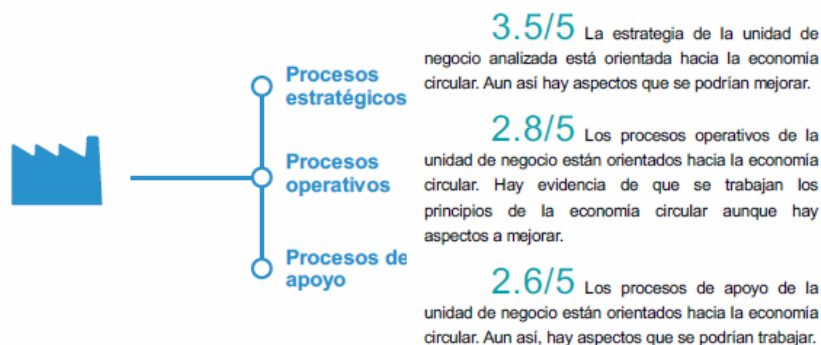 Procesos
estratégicos
3.5/5 La estrategia de la unidad de
negocio analizada está orientada hacia la economía
circular. Aun así hay aspectos que se podrían mejorar.
Procesos
operativos
2.8/5 Los procesos operativos de la
unidad de negocio están orientados hacia la economía
circular. Hay evidencia de que se trabajan los
principios de la economía circular aunque hay
aspectos a mejorar.
Procesos de
apoyo
2.6/5 Los procesos de apoyo de la
unidad de negocio están orientados hacia la economía
circular. Aun así, hay aspectos que se podrían trabajar.